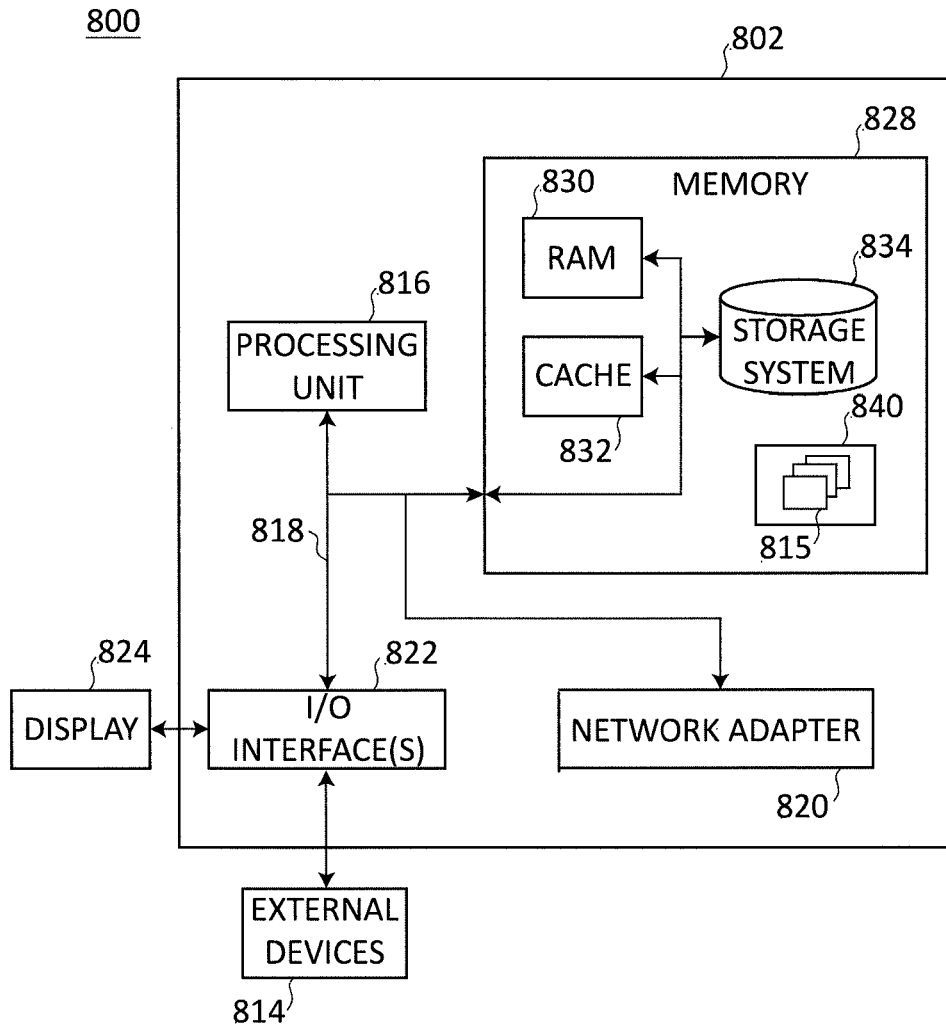 800
802
828
MEMORY
830
RAM
834
STORAGE
SYSTEM
816
PROCESSING
UNIT
CACHE
832
840
815
818
824
DISPLAY
822
I/O
INTERFACE(S)
NETWORK ADAPTER
820
EXTERNAL
DEVICES
814